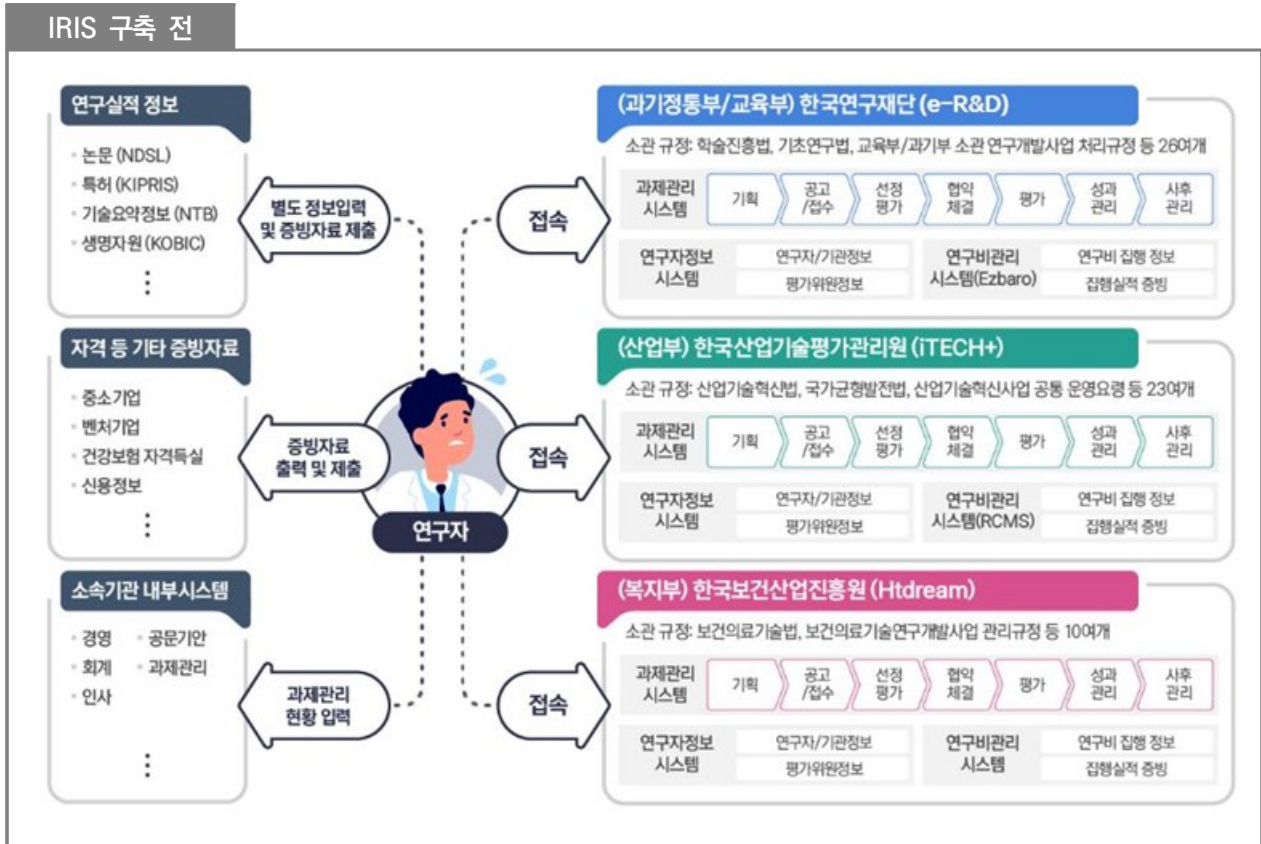 IRIS 구축 전
연구실적 정보
· 논문 (NDSL)
· 특허 (KIPRIS)
· 기술요약정보 (NTB)
· 생명자원 (KOBIC)
⋮
별도 정보입력
및 증빙자료 제출
자격 등 기타 증빙자료
· 중소기업
· 벤처기업
· 건강보험 자격득실
· 신용정보
⋮
증빙자료
출력 및 제출
소속기관 내부시스템
· 경영 · 공문기안
· 회계 · 과제관리
· 인사
⋮
과제관리
현황 입력
연구자
접속
(과기정통부/교육부) 한국연구재단 (e-R&D)
소관 규정: 학술진흥법, 기초연구법, 교육부/과기부 소관 연구개발사업 처리규정 등 26여개
과제관리
시스템
기획
공고
/접수
선정
평가
협약
체결
평가
성과
관리
사후
관리
연구자정보
시스템
연구자/기관정보
평가위원정보
연구비관리
시스템(Ezbaro)
연구비 집행 정보
집행실적 증빙
접속
(산업부) 한국산업기술평가관리원 (iTECH+)
소관 규정: 산업기술혁신법, 국가균형발전법, 산업기술혁신사업 공통 운영요령 등 23여개
과제관리
시스템
기획
공고
/접수
선정
평가
협약
체결
평가
성과
관리
사후
관리
연구자정보
시스템
연구자/기관정보
평가위원정보
연구비관리
시스템(RCMS)
연구비 집행 정보
집행실적 증빙
접속
(복지부) 한국보건산업진흥원 (Htdream)
소관 규정: 보건의료기술법, 보건의료기술연구개발사업 관리규정 등 10여개
과제관리
시스템
기획
공고
/접수
선정
평가
협약
체결
평가
성과
관리
사후
관리
연구자정보
시스템
연구자/기관정보
평가위원정보
연구비관리
시스템
연구비 집행 정보
집행실적 증빙